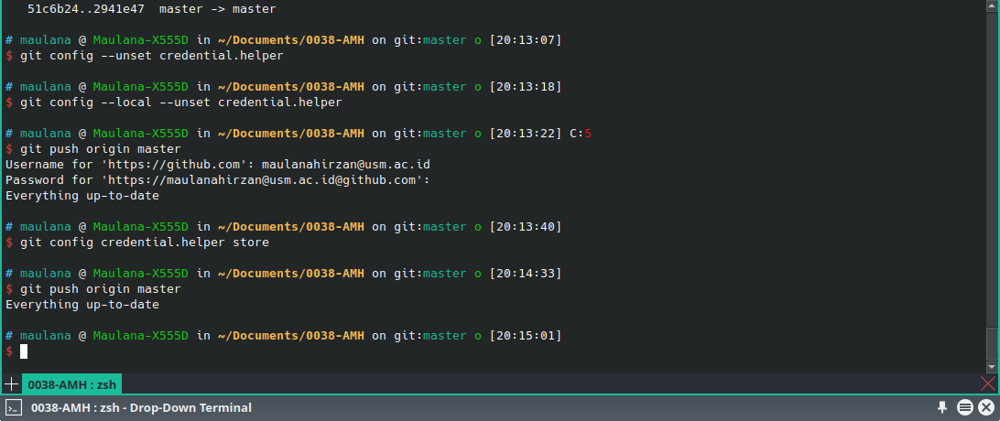 51c6b24..2941e47  master -> master
# maulana @ Maulana-X555D in ~/Documents/0038-AMH on git:master o [20:13:07]
$ git config --unset credential.helper
# maulana @ Maulana-X555D in ~/Documents/0038-AMH on git:master o [20:13:18]
$ git config --local --unset credential.helper
# maulana @ Maulana-X555D in ~/Documents/0038-AMH on git:master o [20:13:22] C:5
$ git push origin master
Username for 'https://github.com': maulanahirzan@usm.ac.id
Password for 'https://maulanahirzan@usm.ac.id@github.com':
Everything up-to-date
# maulana @ Maulana-X555D in ~/Documents/0038-AMH on git:master o [20:13:40]
$ git config credential.helper store
# maulana @ Maulana-X555D in ~/Documents/0038-AMH on git:master o [20:14:33]
$ git push origin master
Everything up-to-date
# maulana @ Maulana-X555D in ~/Documents/0038-AMH on git:master o [20:15:01]
$
0038-AMH : zsh
0038-AMH : zsh - Drop-Down Terminal